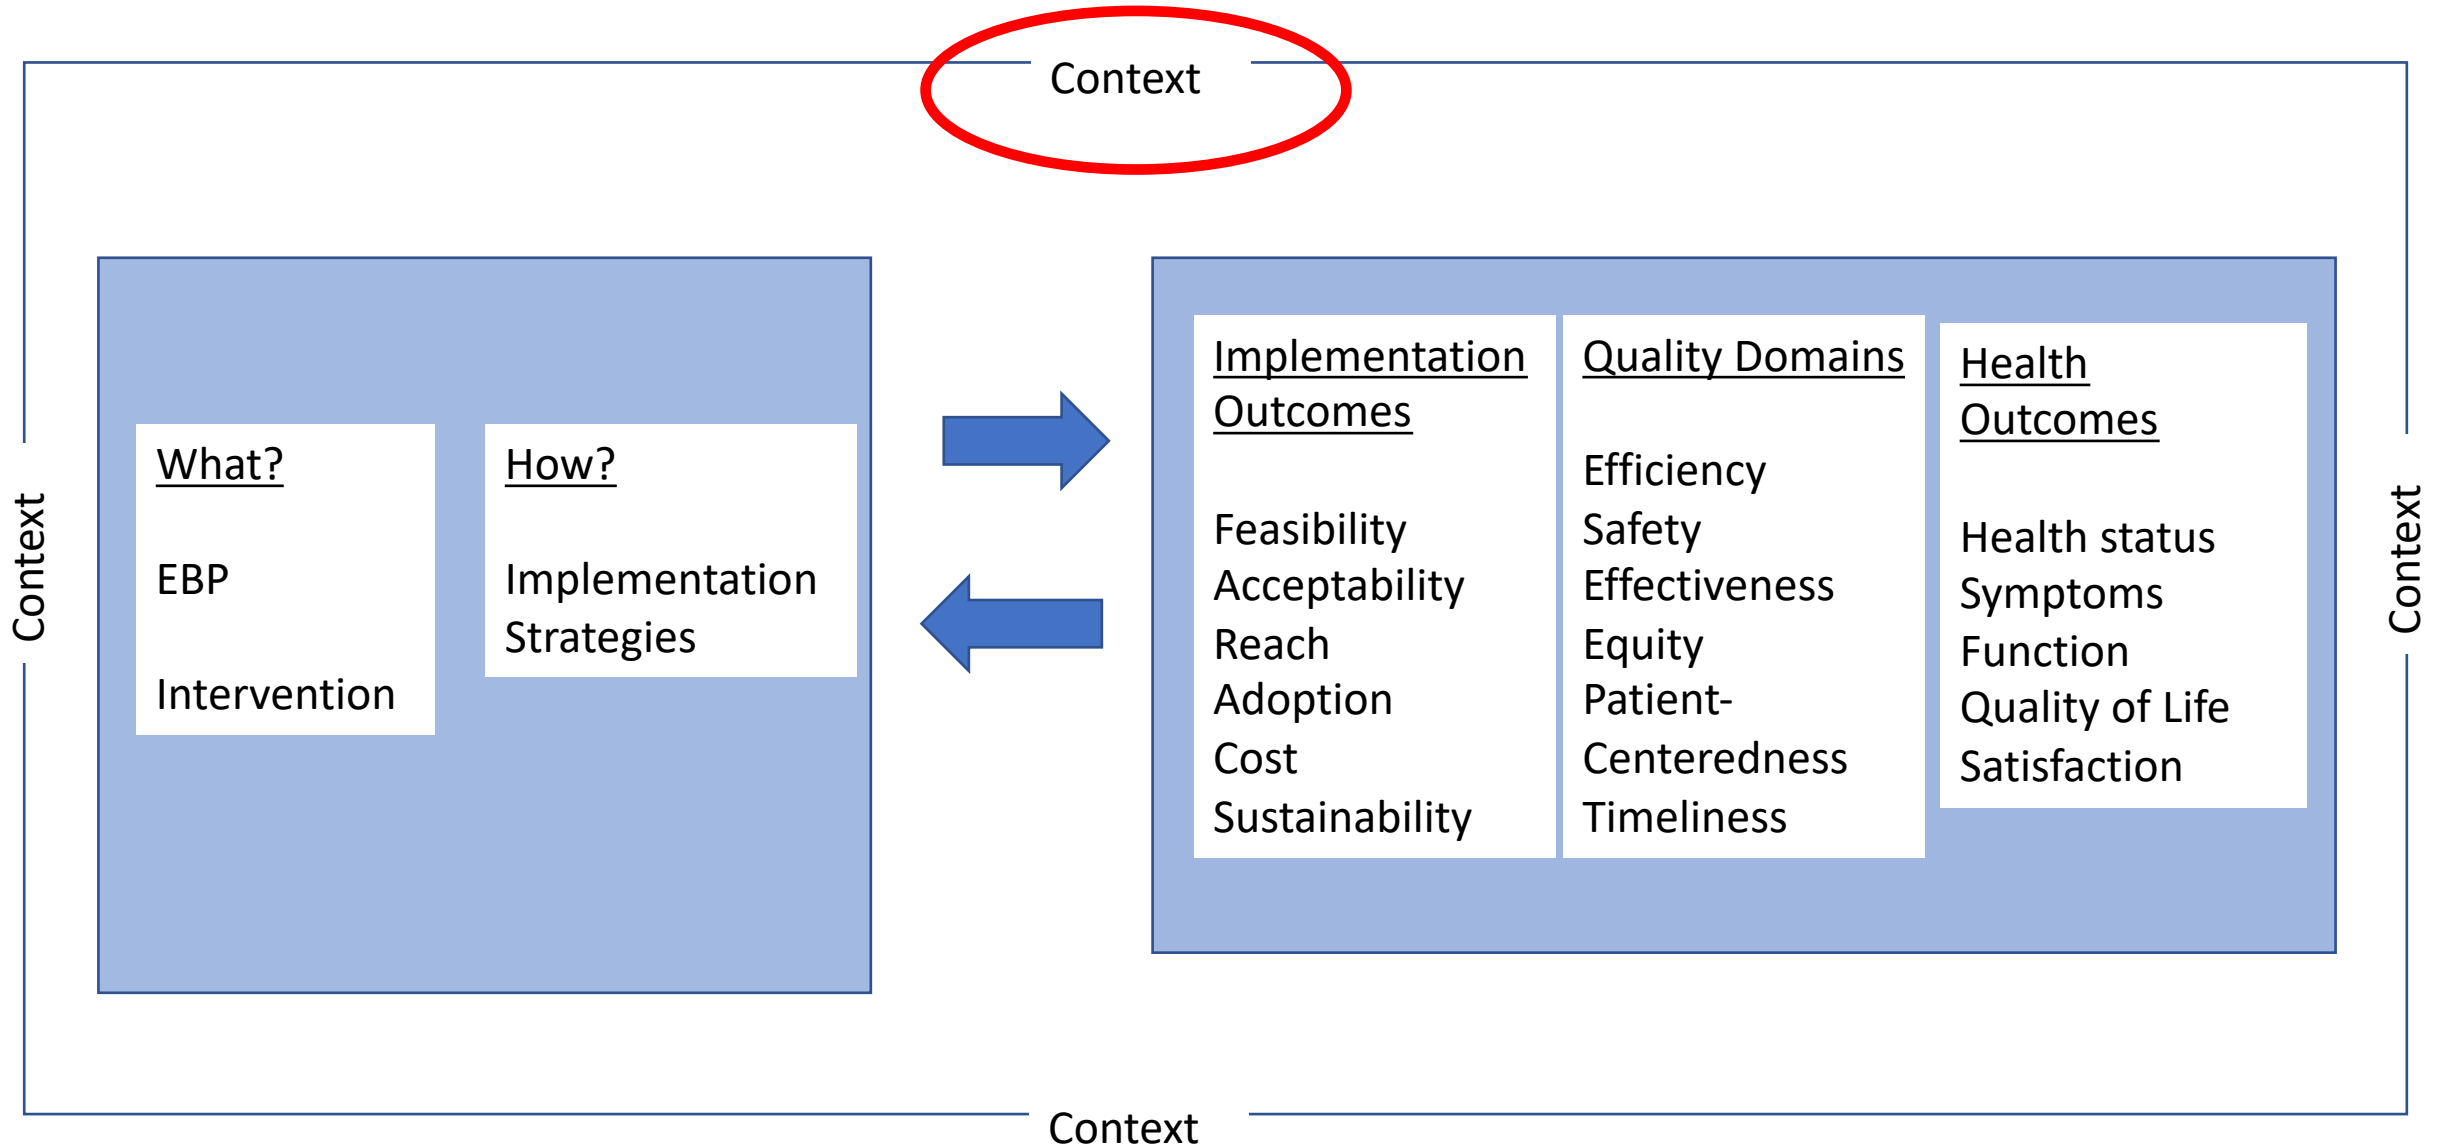 Context
Context
What?
EBP
Intervention
How?
Implementation
Strategies
Implementation
Outcomes
Feasibility
Acceptability
Reach
Adoption
Cost
Sustainability
Quality Domains
Efficiency
Safety
Effectiveness
Equity
Patient-
Centeredness
Timeliness
Health
Outcomes
Health status
Symptoms
Function
Quality of Life
Satisfaction
Context
Context